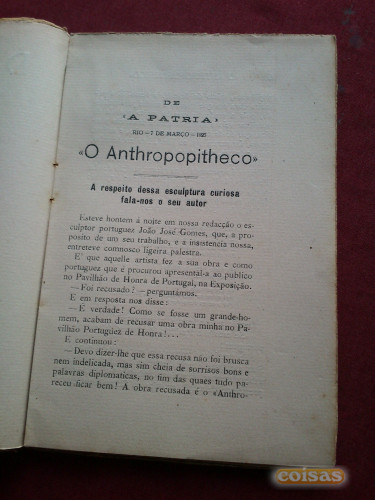 DE
«A PATRIA»
«O Anthropopitheco»
A respeito dessa esculptura curiosa
fala-nos o seu autor
Esteve hontem á noite em nossa redacção o es-
culptor portuguez João José Gomes, que, a pro-
posito de um seu trabalho, e a insistencia nossa,
entreteve comnosco ligeira palestra.
E' que aquelle artista fez a sua obra e como
portuguez que é procurou apresental-a ao publico
no Pavilhão de Honra de Portugal, na Exposição.
— Foi recusado? — perguntámos.
E em resposta nos disse:
— E' verdade! Como se fosse um grande-ho-
mem, acabam de recusar uma obra minha no Pa-
vilhão Portuguez de Honra!...
E continuou:
— Devo dizer-lhe que essa recusa não foi brusca
nem indelicada, mas sim cheia de sorrisos bons e
palavras diplomaticas, no fim das quaes tudo pa-
receu ficar bem! A obra recusada é o «Anthro-
coisas